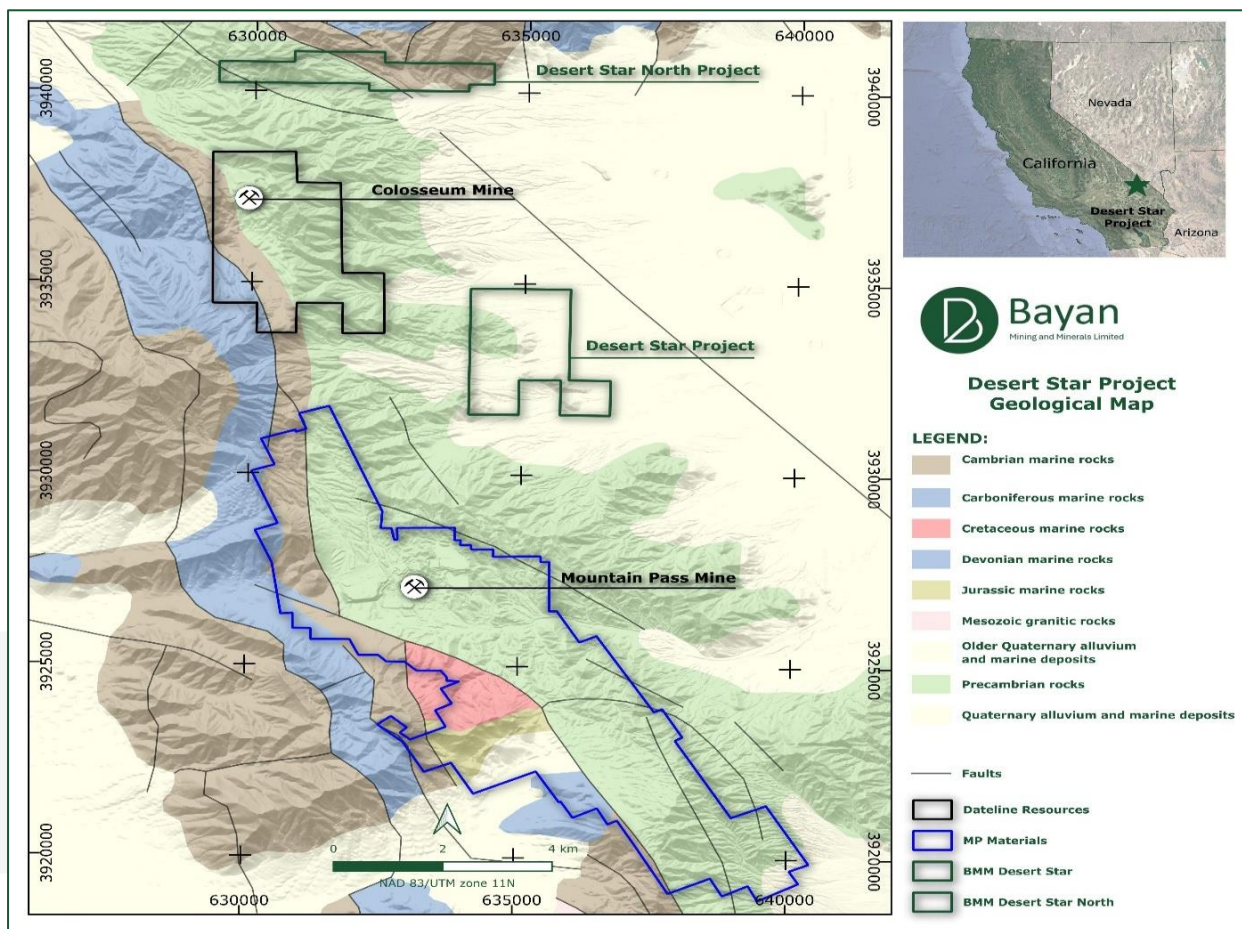 630000
635000
640000
3940000
3940000
Desert Star North Project
Colosseum Mine
3935000
3935000
Desert Star Project
3930000
3930000
Mountain Pass Mine
3925000
3925000
3920000
3920000
0 2 4 km
NAD 83/UTM zone 11N
630000
635000
640000
Nevada
California
Desert Star
Project
Arizona
Bayan
Mining and Minerals Limited
Desert Star Project
Geological Map
LEGEND:
Cambrian marine rocks
Carboniferous marine rocks
Cretaceous marine rocks
Devonian marine rocks
Jurassic marine rocks
Mesozoic granitic rocks
Older Quaternary alluvium
and marine deposits
Precambrian rocks
Quaternary alluvium and marine deposits
Faults
Dateline Resources
MP Materials
BMM Desert Star
BMM Desert Star North